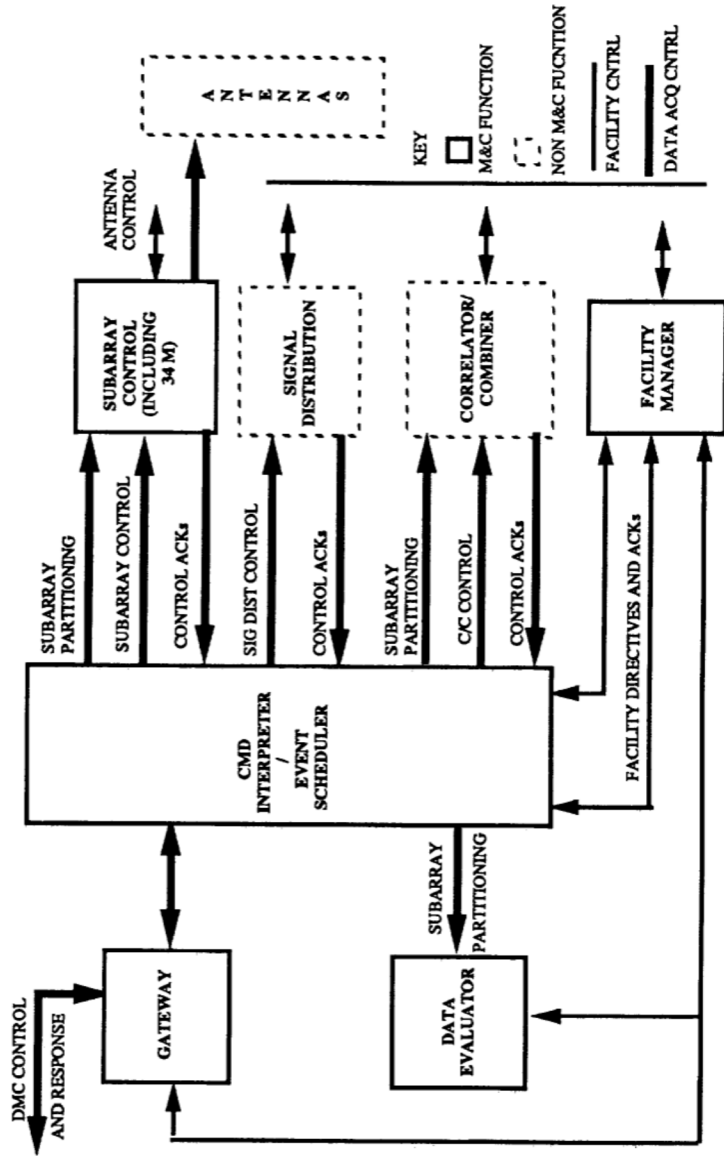 DMC CONTROL
AND RESPONSE
GATEWAY
CMD
INTERPRETER
/
EVENT
SCHEDULER
SUBARRAY
PARTITIONING
DATA
EVALUATOR
SUBARRAY
PARTITIONING
SUBARRAY CONTROL
CONTROL ACKs
SIG DIST CONTROL
CONTROL ACKs
SUBARRAY
PARTITIONING
C/C CONTROL
CONTROL ACKs
FACILITY DIRECTIVES AND ACKs
SUBARRAY
CONTROL
(INCLUDING
34 M)
SIGNAL
DISTRIBUTION
CORRELATOR/
COMBINER
FACILITY
MANAGER
ANTENNA
CONTROL
A
N
T
E
N
N
A
S
KEY
M&C FUNCTION
NON M&C FUCNTION
FACILITY CNTRL
DATA ACQ CNTRL